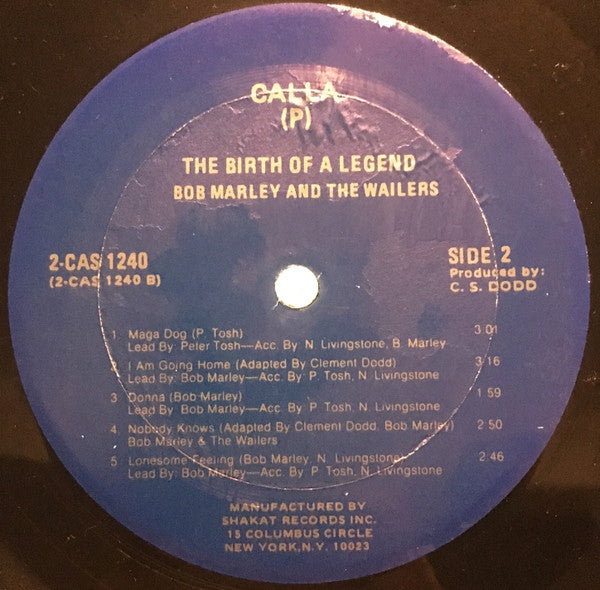 CALLA
(P)
THE BIRTH OF A LEGEND
BOB MARLEY AND THE WAILERS
2-CAS 1240
(2-CAS 1240 B)
SIDE 2
Produced by:
C. S. DODD
1 Maga Dog (P. Tosh) 3:01
Lead By: Peter Tosh—Acc. By: N. Livingstone, B. Marley
2 I Am Going Home (Adapted By Clement Dodd) 3:16
Lead By: Bob Marley—Acc. By: P. Tosh, N. Livingstone
3 Donna (Bob Marley) 1:59
Lead By: Bob Marley—Acc. By: P. Tosh, N. Livingstone
4 Nobody Knows (Adapted By Clement Dodd, Bob Marley) 2:50
Bob Marley & The Wailers
5 Lonesome Feeling (Bob Marley, N. Livingstone) 2:46
Lead By: Bob Marley—Acc. By: P. Tosh, N. Livingstone
MANUFACTURED BY
SHAKAT RECORDS INC.
15 COLUMBUS CIRCLE
NEW YORK, N.Y. 10023